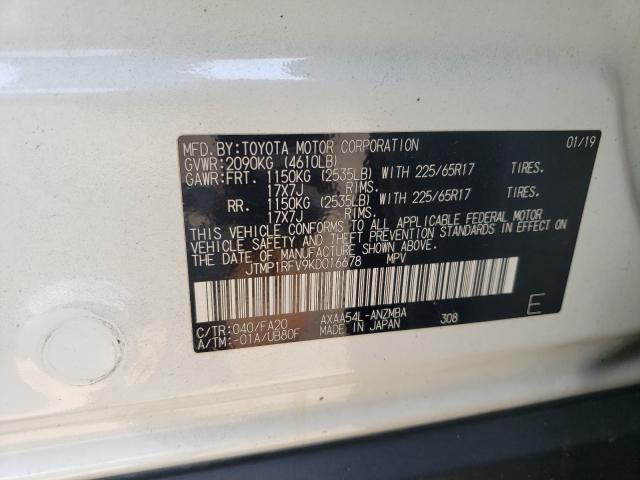 MFD.BY:TOYOTA MOTOR CORPORATION 01/19
GVWR:2090KG (4610LB)
GAWR:FRT. 1150KG (2535LB) WITH 225/65R17 TIRES.
17X7J RIMS.
RR. 1150KG (2535LB) WITH 225/65R17 TIRES.
17X7J RIMS.
THIS VEHICLE CONFORMS TO ALL APPLICABLE FEDERAL MOTOR
VEHICLE SAFETY AND THEFT PREVENTION STANDARDS IN EFFECT
ON THE DATE OF MANUFACTURE SHOWN ABOVE.
JTMP1RFV9KD016678 MPV
C/TR:040/FA20 AXAA54L-ANZMBA 308 E
A/TM:-01A/UB80F MADE IN JAPAN